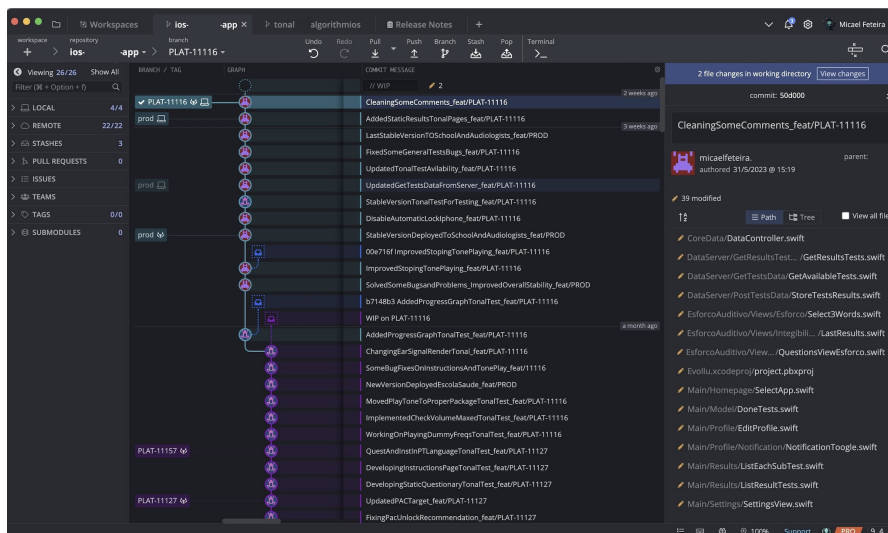 Workspaces
ios- -app ×
tonal
algorithmios
Release Notes
+
Micael Feteira
workspace
repository
branch
+
ios- -app
PLAT-11116
Undo
Redo
Pull
Push
Branch
Stash
Pop
Terminal
Viewing 26/26 Show All
Filter (⌘ + Option + f)
LOCAL 4/4
REMOTE 22/22
STASHES 3
PULL REQUESTS 0
ISSUES
TEAMS
TAGS 0/0
SUBMODULES 0
BRANCH / TAG
GRAPH
COMMIT MESSAGE
// WIP 2
2 weeks ago
PLAT-11116 CleaningSomeComments_feat/PLAT-11116
prod AddedStaticResultsTonalPages_feat/PLAT-11116
3 weeks ago
LastStableVersionTOSchoolAndAudiologists_feat/PROD
FixedSomeGeneralTestsBugs_feat/PLAT-11116
UpdatedTonalTestAvilability_feat/PLAT-11116
prod UpdatedGetTestsDataFromServer_feat/PLAT-11116
StableVersionTonalTestForTesting_feat/PLAT-11116
DisableAutomaticLockIphone_feat/PLAT-11116
prod StableVersionDeployedToSchoolAndAudiologists_feat/PROD
00e716f ImprovedStopingTonePlaying_feat/PLAT-11116
ImprovedStopingTonePlaying_feat/PLAT-11116
SolvedSomeBugsandProblems_ImprovedOverallStability_feat/PROD
b7148b3 AddedProgressGraphTonalTest_feat/PLAT-11116
WIP on PLAT-11116
a month ago
AddedProgressGraphTonalTest_feat/PLAT-11116
ChangingEarSignalRenderTonal_feat/PLAT-11116
SomeBugFixesOnInstructionsAndTonePlay_feat/11116
NewVersionDeployedEscolaSaude_feat/PROD
MovedPlayToneToProperPackageTonalTest_feat/PLAT-11116
ImplementedCheckVolumeMaxedTonalTest_feat/PLAT-11116
WorkingOnPlayingDummyFreqsTonalTest_feat/PLAT-11116
PLAT-11157 QuestAndInstInPTLanguageTonalTest_feat/PLAT-11127
DevelopingInstructionsPageTonalTest_feat/PLAT-11127
DevelopingStaticQuestionaryTonalTest_feat/PLAT-11127
PLAT-11127 UpdatedPACTarget_feat/PLAT-11127
FixingPacUnlockRecommendation_feat/PLAT-11127
2 file changes in working directory View changes
commit: 50d000
CleaningSomeComments_feat/PLAT-11116
micaelfeteira.
authored 31/5/2023 @ 15:19
parent:
39 modified
Path
Tree
View all file
CoreData/DataController.swift
DataServer/GetResultsTest... /GetResultsTests.swift
DataServer/GetTestsData/GetAvailableTests.swift
DataServer/PostTestsData/StoreTestsResults.swift
EsforcoAuditivo/Views/Esforco/Select3Words.swift
EsforcoAuditivo/Views/Integibili... /LastResults.swift
EsforcoAuditivo/View... /QuestionsViewEsforco.swift
Evollu.xcodeproj/project.pbxproj
Main/Homepage/SelectApp.swift
Main/Model/DoneTests.swift
Main/Profile/EditProfile.swift
Main/Profile/Notification/NotificationToogle.swift
Main/Results/ListEachSubTest.swift
Main/Results/ListResultTests.swift
Main/Settings/SettingsView.swift
100%
Support
PRO
9.4